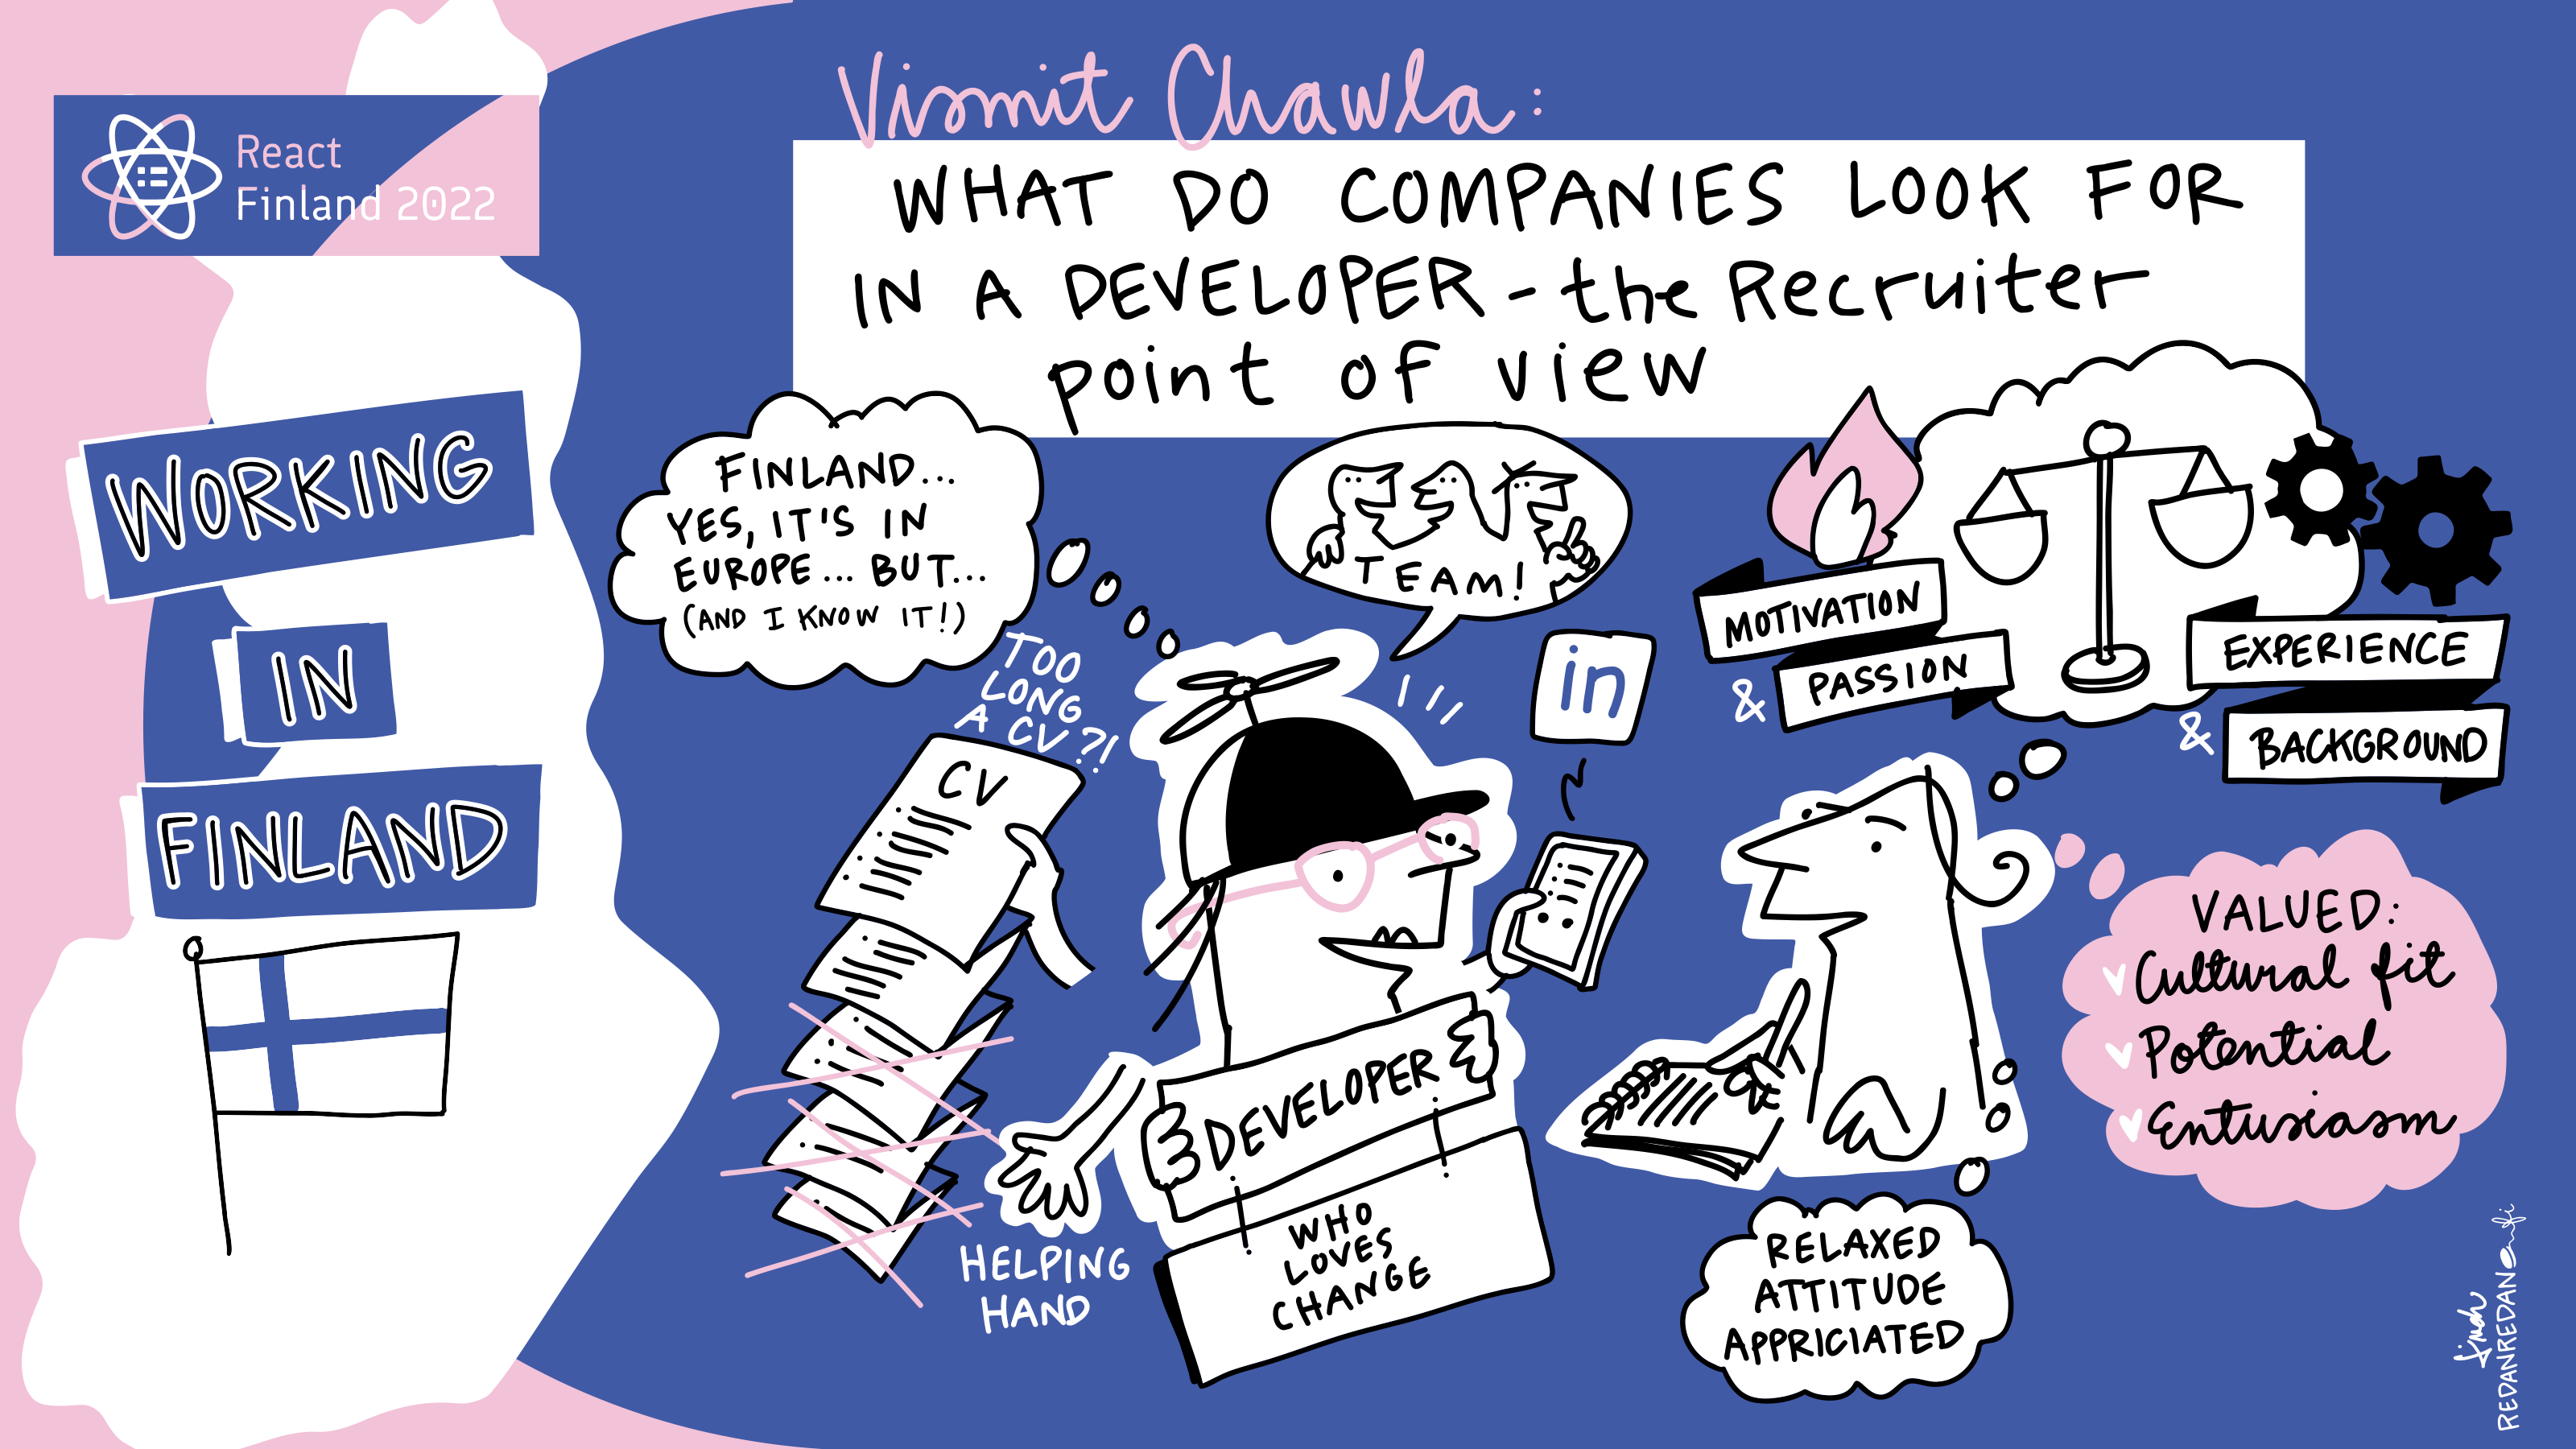 React
Finland 2022
WORKING
IN
FINLAND
Vismit Chawla:
WHAT DO COMPANIES LOOK FOR
IN A DEVELOPER - the Recruiter
point of view
FINLAND...
YES, IT'S IN
EUROPE... BUT...
(AND I KNOW IT!)
TEAM!
TOO
LONG
A CV?!
CV
in
MOTIVATION
& PASSION
EXPERIENCE
& BACKGROUND
HELPING
HAND
DEVELOPER
WHO
LOVES
CHANGE
VALUED:
Cultural fit
Potential
Entusiasm
RELAXED
ATTITUDE
APPRICIATED
REDANREDAN